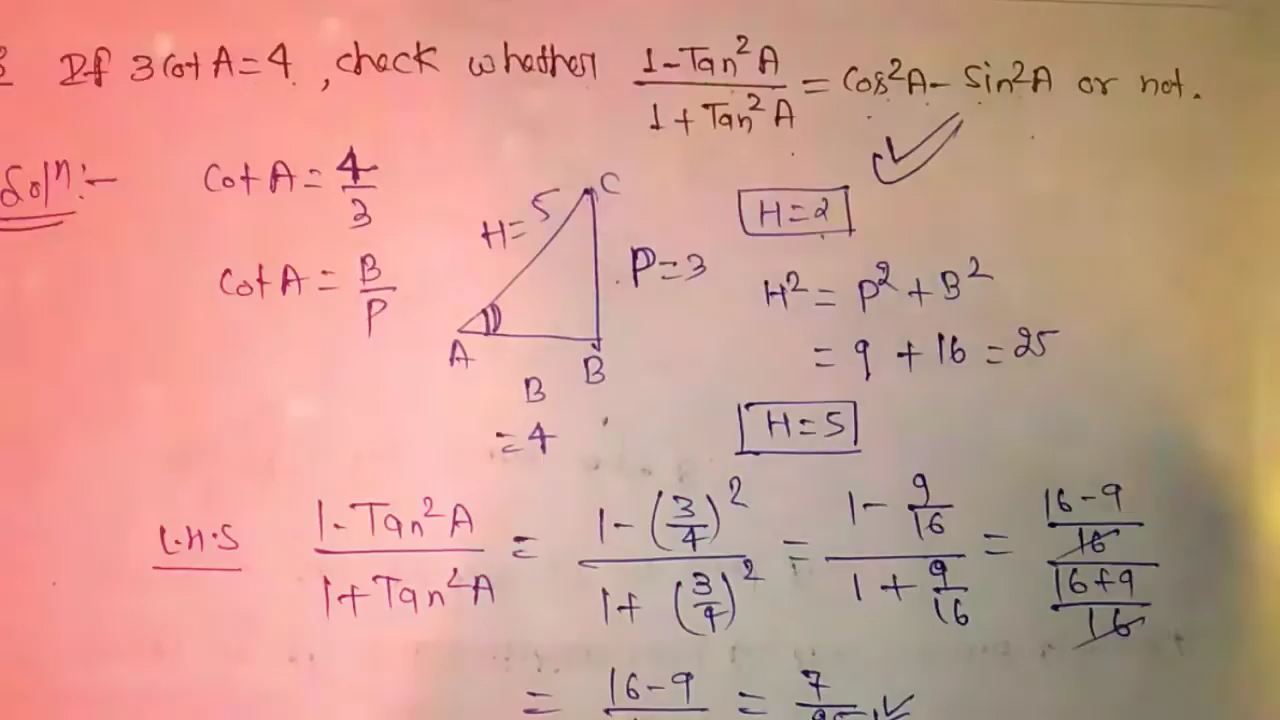 If 3 Cot A = 4, check whether (1 - Tan²A)/(1 + Tan²A) = Cos²A - Sin²A or not.
Solⁿ:-
Cot A = 4/3
Cot A = B/P
H = 5
C
P = 3
A
B
B
= 4
H = 2
H² = P² + B²
= 9 + 16 = 25
H = 5
L.H.S (1 - Tan²A)/(1 + Tan²A) = (1 - (3/4)²)/(1 + (3/4)²) = (1 - 9/16)/(1 + 9/16) = ((16 - 9)/16)/((16 + 9)/16)
= 16 - 9 = 7